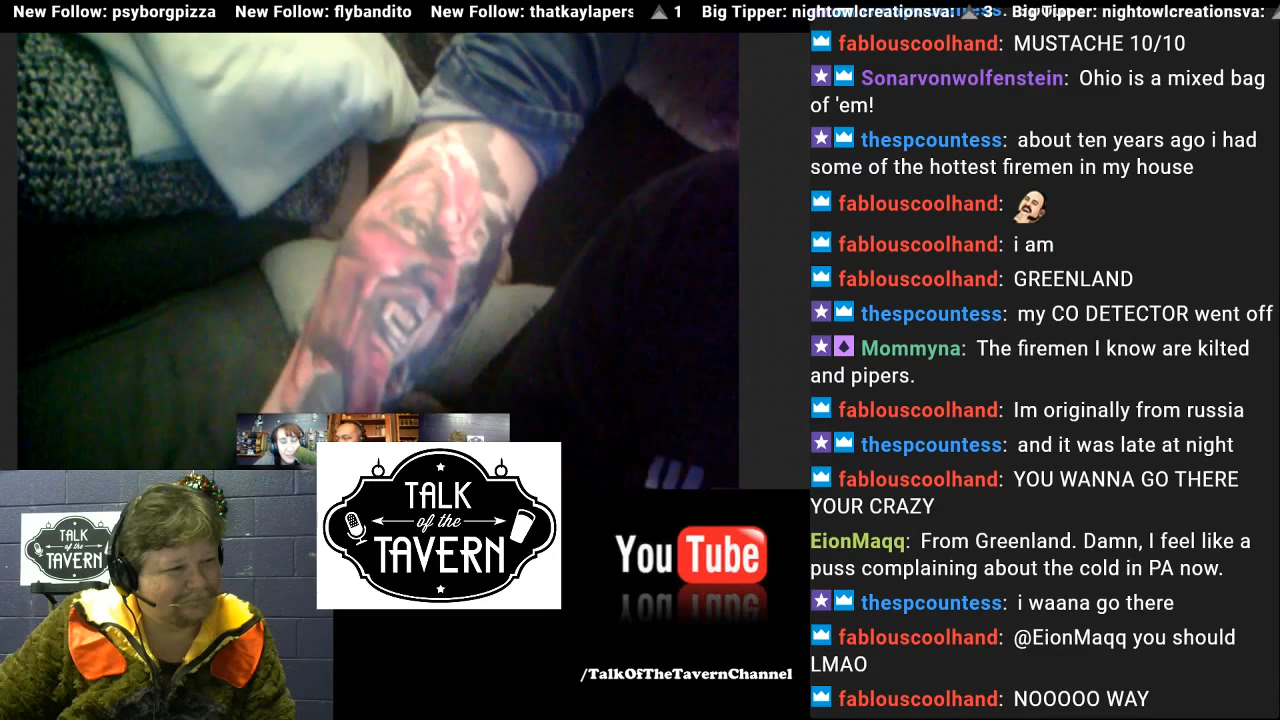 New Follow: psyborgpizza New Follow: flybandito New Follow: thatkaylapers 1 Big Tipper: nightowlcreationsva: 3 Big Tipper: nightowlcreationsva:
fablouscoolhand: MUSTACHE 10/10
Sonarvonwolfenstein: Ohio is a mixed bag
of 'em!
thespcountess: about ten years ago i had
some of the hottest firemen in my house
fablouscoolhand:
fablouscoolhand: i am
fablouscoolhand: GREENLAND
thespcountess: my CO DETECTOR went off
Mommyna: The firemen I know are kilted
and pipers.
fablouscoolhand: Im originally from russia
thespcountess: and it was late at night
fablouscoolhand: YOU WANNA GO THERE
YOUR CRAZY
EionMaqq: From Greenland. Damn, I feel like a
puss complaining about the cold in PA now.
thespcountess: i waana go there
fablouscoolhand: @EionMaqq you should
LMAO
fablouscoolhand: NOOOOO WAY
TALK
of the
TAVERN
TALK
of the
TAVERN
YouTube
/TalkOfTheTavernChannel